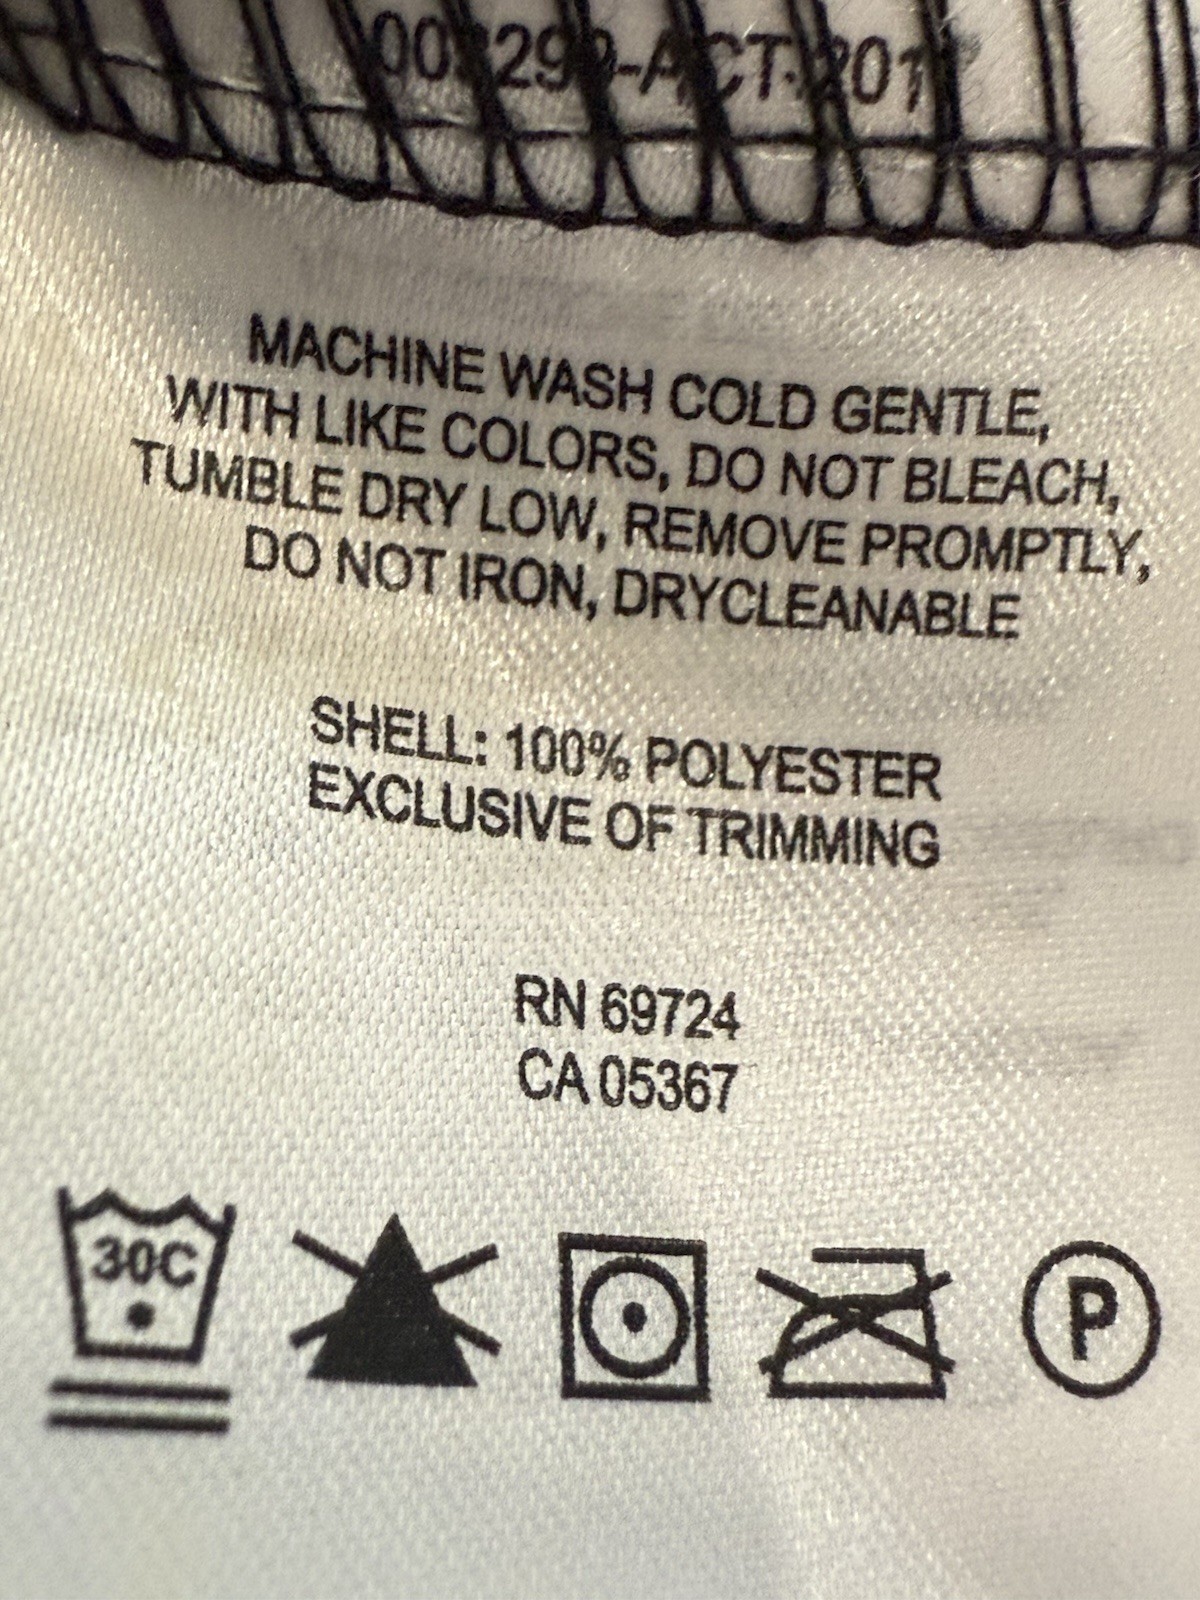 MACHINE WASH COLD GENTLE,
WITH LIKE COLORS, DO NOT BLEACH,
TUMBLE DRY LOW, REMOVE PROMPTLY,
DO NOT IRON, DRYCLEANABLE
SHELL: 100% POLYESTER
EXCLUSIVE OF TRIMMING
RN 69724
CA 05367
30C
P